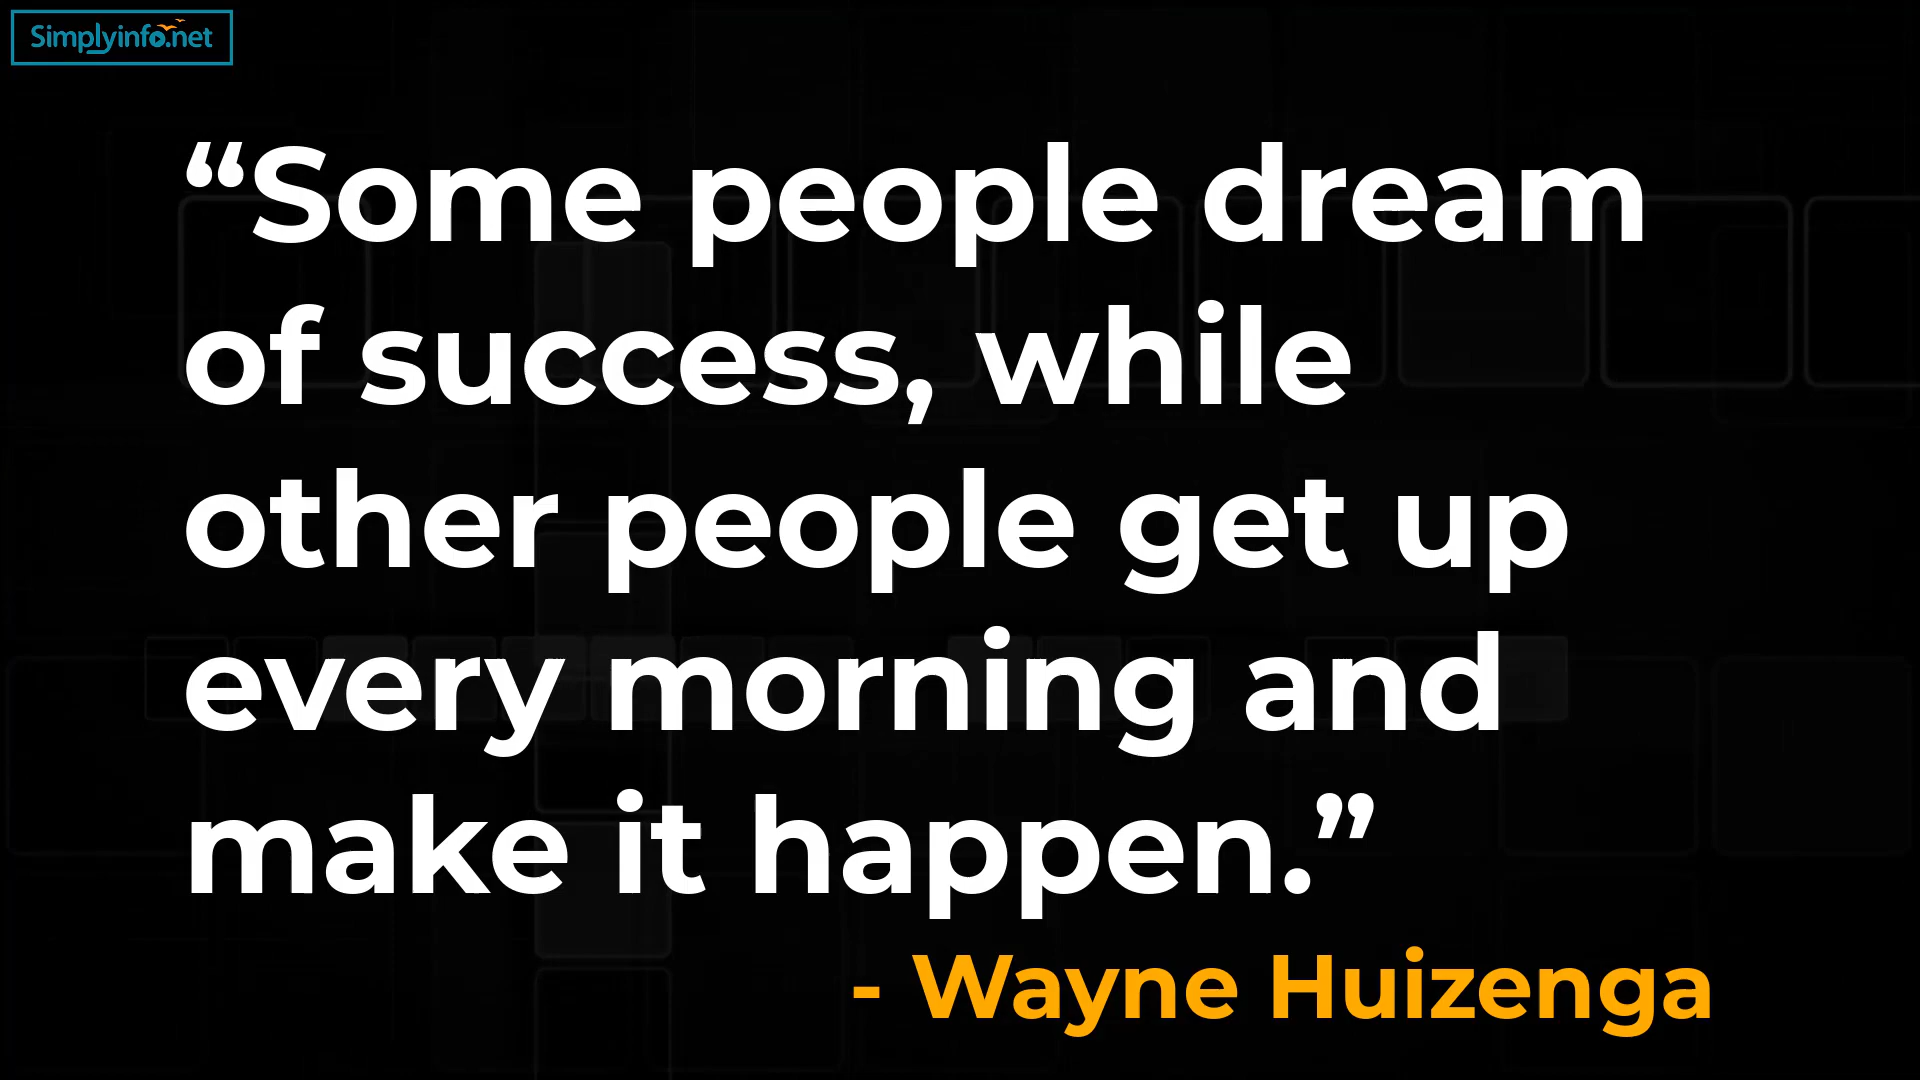 Simplyinfo.net
“Some people dream
of success, while
other people get up
every morning and
make it happen.”
- Wayne Huizenga